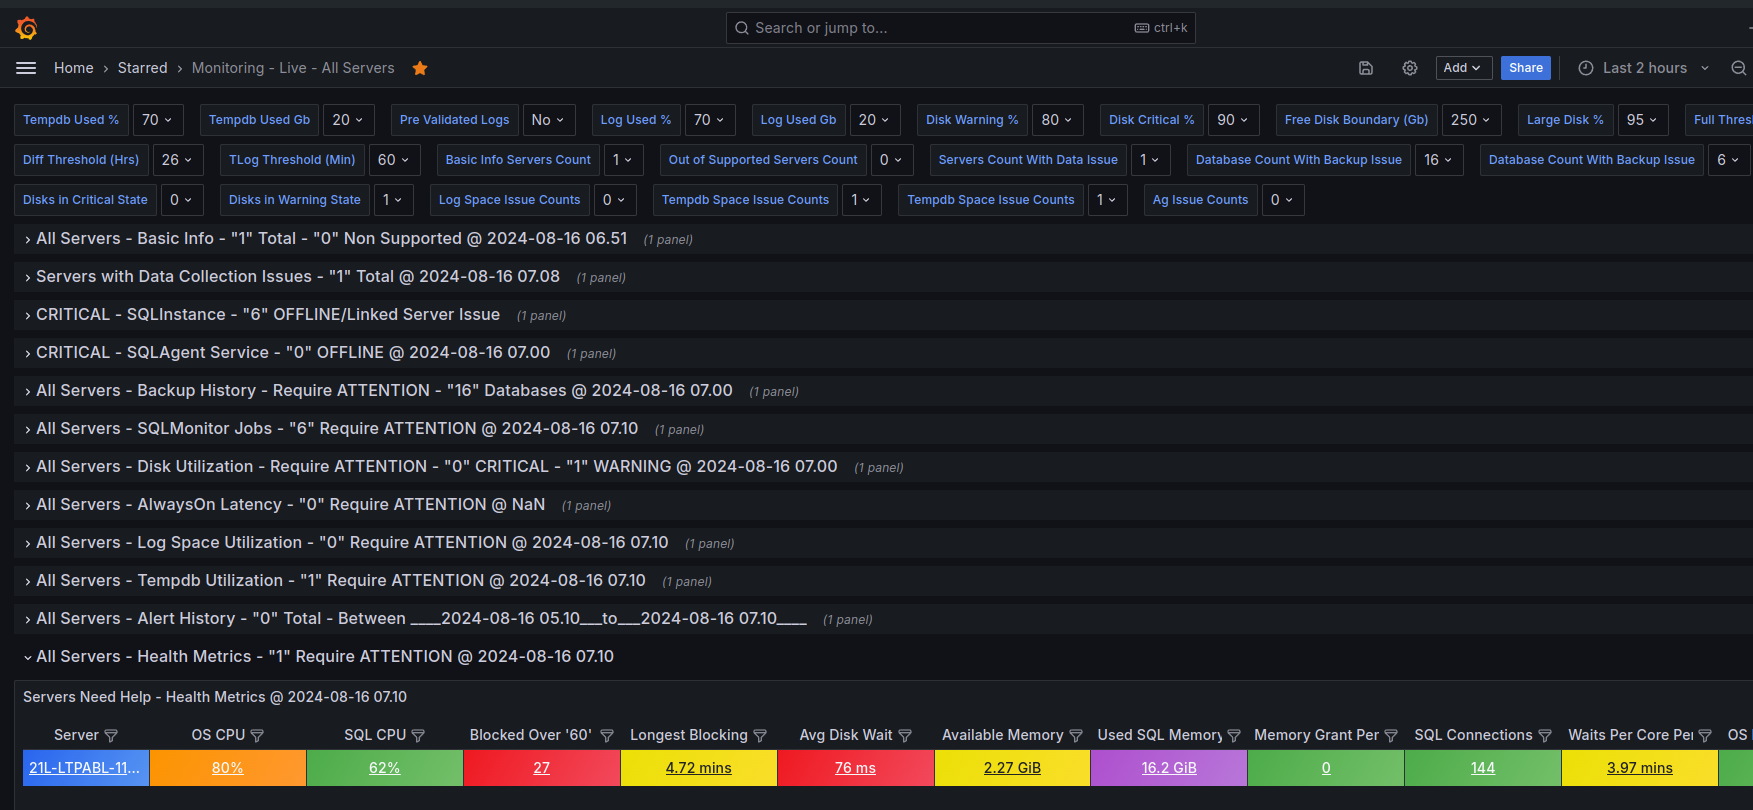 Search or jump to... ctrl+k
Home › Starred › Monitoring - Live - All Servers Add Share Last 2 hours
Tempdb Used % 70 Tempdb Used Gb 20 Pre Validated Logs No Log Used % 70 Log Used Gb 20 Disk Warning % 80 Disk Critical % 90 Free Disk Boundary (Gb) 250 Large Disk % 95 Full Thres
Diff Threshold (Hrs) 26 TLog Threshold (Min) 60 Basic Info Servers Count 1 Out of Supported Servers Count 0 Servers Count With Data Issue 1 Database Count With Backup Issue 16 Database Count With Backup Issue 6
Disks in Critical State 0 Disks in Warning State 1 Log Space Issue Counts 0 Tempdb Space Issue Counts 1 Tempdb Space Issue Counts 1 Ag Issue Counts 0
All Servers - Basic Info - "1" Total - "0" Non Supported @ 2024-08-16 06.51 (1 panel)
Servers with Data Collection Issues - "1" Total @ 2024-08-16 07.08 (1 panel)
CRITICAL - SQLInstance - "6" OFFLINE/Linked Server Issue (1 panel)
CRITICAL - SQLAgent Service - "0" OFFLINE @ 2024-08-16 07.00 (1 panel)
All Servers - Backup History - Require ATTENTION - "16" Databases @ 2024-08-16 07.00 (1 panel)
All Servers - SQLMonitor Jobs - "6" Require ATTENTION @ 2024-08-16 07.10 (1 panel)
All Servers - Disk Utilization - Require ATTENTION - "0" CRITICAL - "1" WARNING @ 2024-08-16 07.00 (1 panel)
All Servers - AlwaysOn Latency - "0" Require ATTENTION @ NaN (1 panel)
All Servers - Log Space Utilization - "0" Require ATTENTION @ 2024-08-16 07.10 (1 panel)
All Servers - Tempdb Utilization - "1" Require ATTENTION @ 2024-08-16 07.10 (1 panel)
All Servers - Alert History - "0" Total - Between ____2024-08-16 05.10___to___2024-08-16 07.10____ (1 panel)
All Servers - Health Metrics - "1" Require ATTENTION @ 2024-08-16 07.10
Servers Need Help - Health Metrics @ 2024-08-16 07.10
Server OS CPU SQL CPU Blocked Over '60' Longest Blocking Avg Disk Wait Available Memory Used SQL Memory Memory Grant Per SQL Connections Waits Per Core Per OS
21L-LTPABL-11... 80% 62% 27 4.72 mins 76 ms 2.27 GiB 16.2 GiB 0 144 3.97 mins